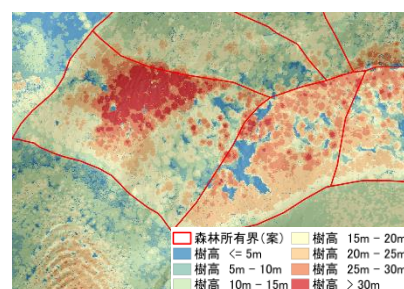 森林所有界(案)
樹高 <= 5m
樹高 5m - 10m
樹高 10m - 15m
樹高 15m - 20m
樹高 20m - 25m
樹高 25m - 30m
樹高 > 30m